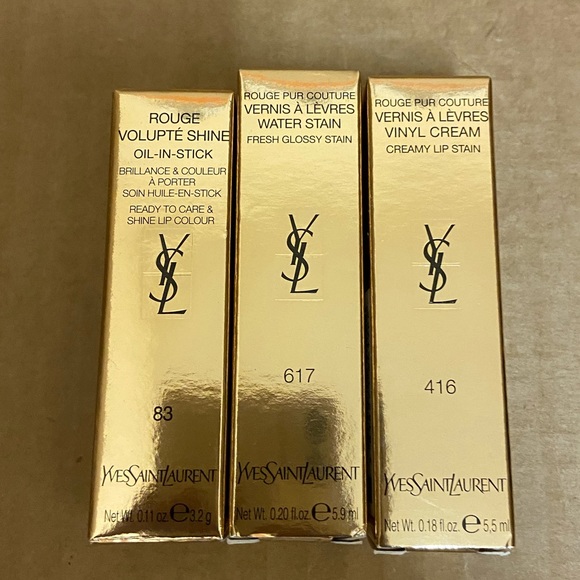 ROUGE
VOLUPTÉ SHINE
OIL-IN-STICK
BRILLANCE & COULEUR
À PORTER
SOIN HUILE-EN-STICK
READY TO CARE &
SHINE LIP COLOUR
YSL
83
YVESSAINTLAURENT
Net Wt. 0.11 oz. e 3.2 g
ROUGE PUR COUTURE
VERNIS À LÈVRES
WATER STAIN
FRESH GLOSSY STAIN
YSL
617
YVESSAINTLAURENT
Net Wt. 0.20 fl.oz. e 5.9 ml
ROUGE PUR COUTURE
VERNIS À LÈVRES
VINYL CREAM
CREAMY LIP STAIN
YSL
416
YVESSAINTLAURENT
Net Wt. 0.18 fl.oz. e 5,5 ml